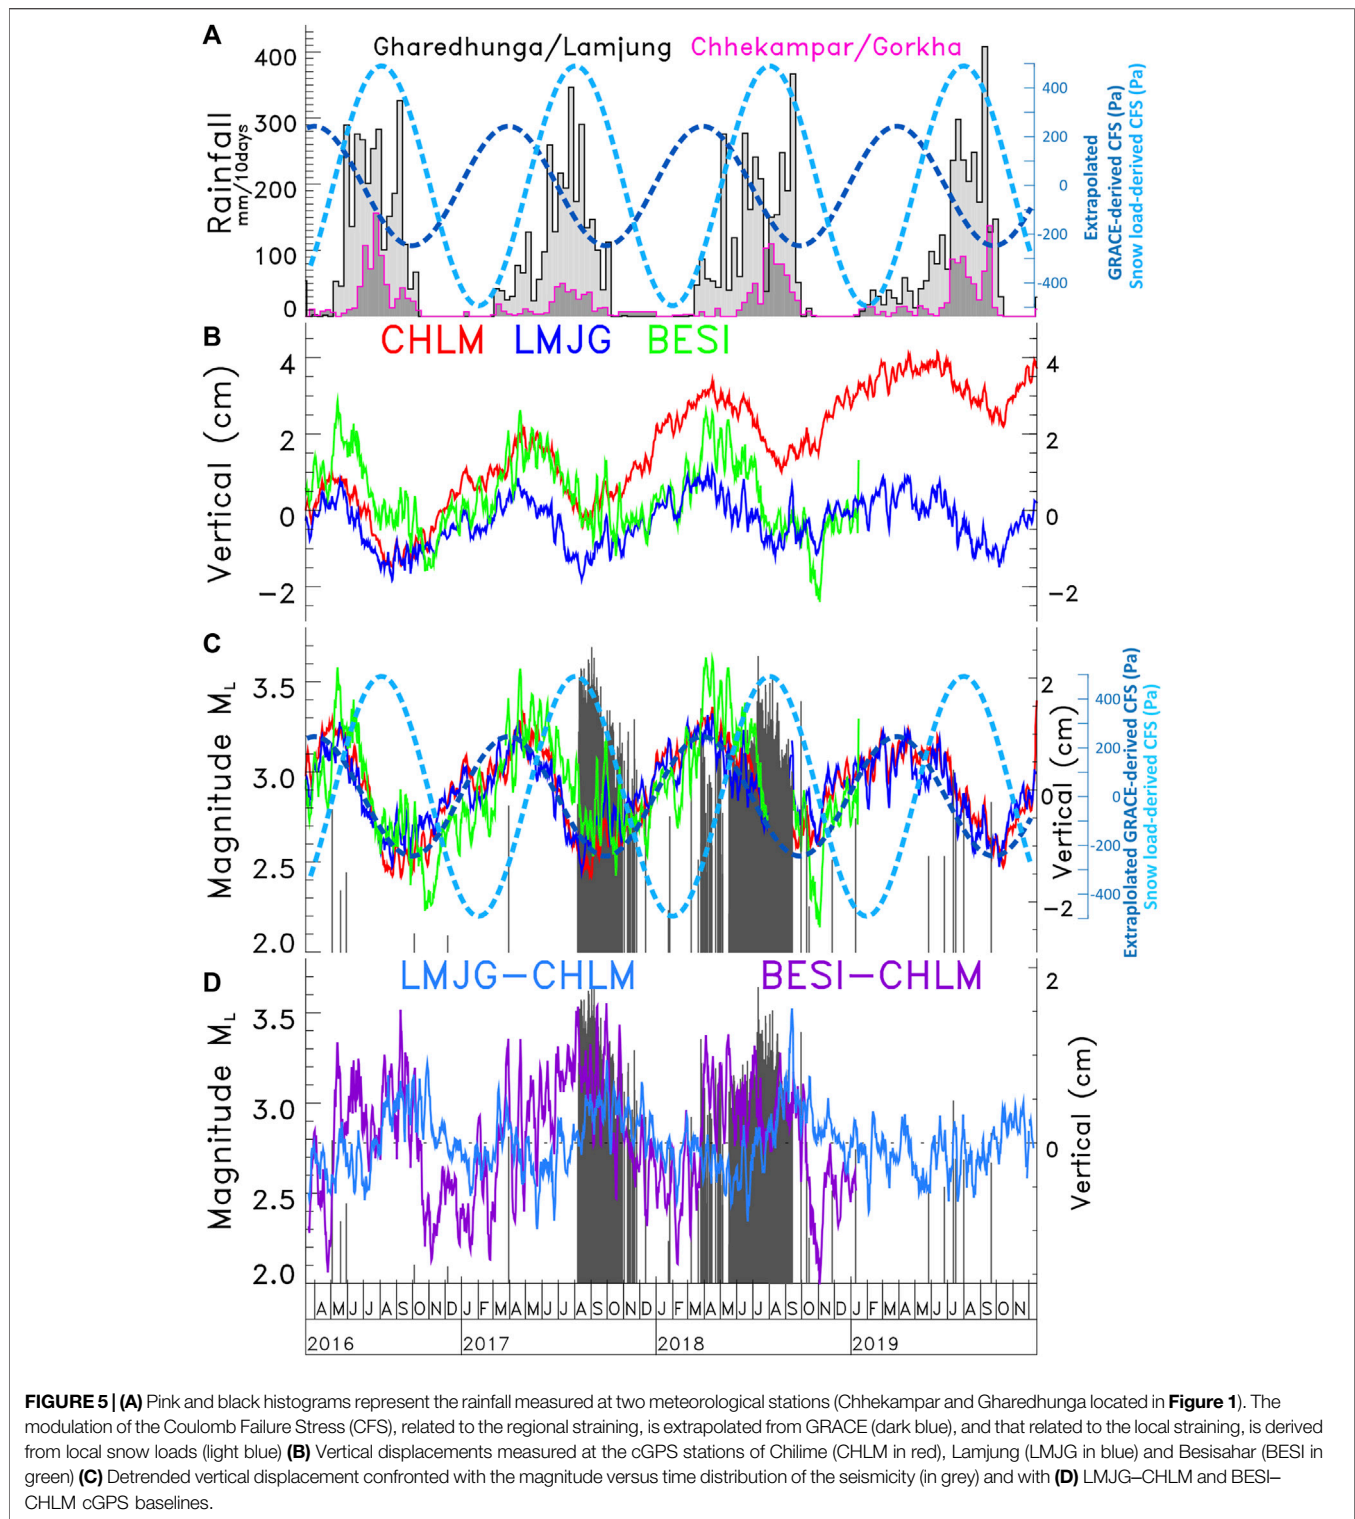 A
Gharedhunga/Lamjung Chhekampar/Gorkha
400
300
200
100
0
Rainfall
mm/10days
400
200
0
-200
-400
Extrapolated
GRACE-derived CFS (Pa)
Snow load-derived CFS (Pa)
B
CHLM LMJG BESI
4
2
0
−2
Vertical (cm)
4
2
0
−2
C
3.5
3.0
2.5
2.0
Magnitude ML
2
0
−2
Vertical (cm)
400
200
0
-200
-400
Extraplolated GRACE-derived CFS (Pa)
Snow load-derived CFS (Pa)
D
LMJG−CHLM BESI−CHLM
3.5
3.0
2.5
2.0
Magnitude ML
2
0
Vertical (cm)
A M J J A S O N D J F M A M J J A S O N D J F M A M J J A S O N D J F M A M J J A S O N
2016 2017 2018 2019
FIGURE 5 | (A) Pink and black histograms represent the rainfall measured at two meteorological stations (Chhekampar and Gharedhunga located in Figure 1). The
modulation of the Coulomb Failure Stress (CFS), related to the regional straining, is extrapolated from GRACE (dark blue), and that related to the local straining, is derived
from local snow loads (light blue) (B) Vertical displacements measured at the cGPS stations of Chilime (CHLM in red), Lamjung (LMJG in blue) and Besisahar (BESI in
green) (C) Detrended vertical displacement confronted with the magnitude versus time distribution of the seismicity (in grey) and with (D) LMJG–CHLM and BESI–
CHLM cGPS baselines.